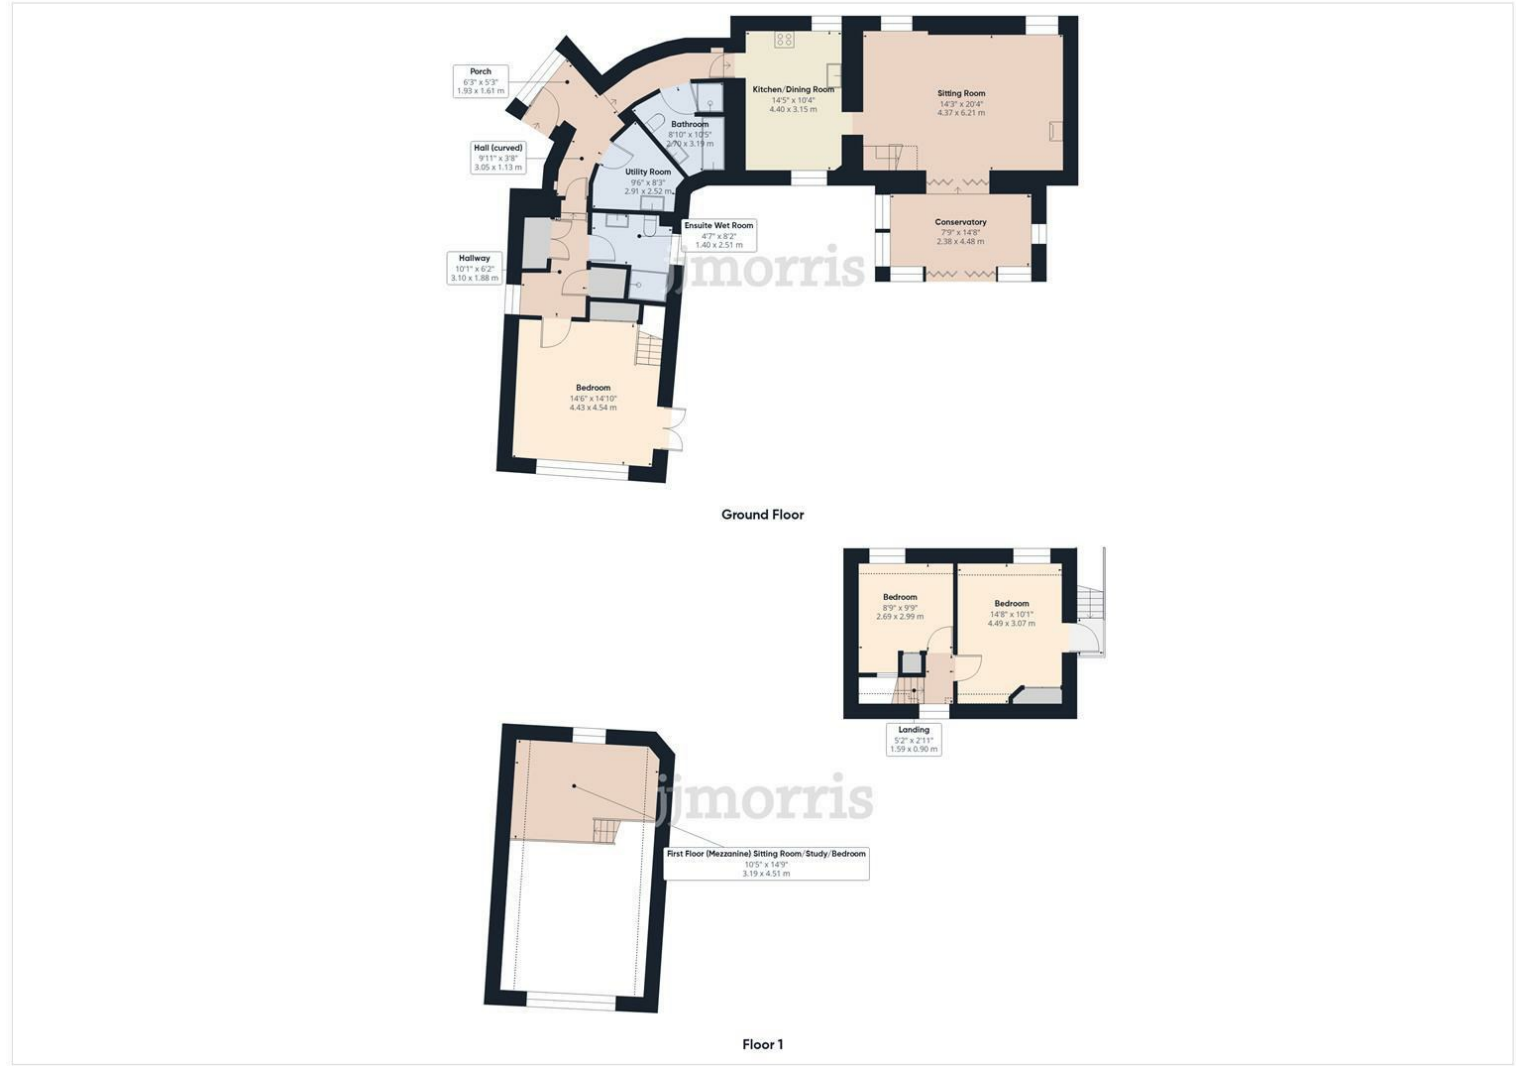 Porch
6'3" x 5'3"
1.93 x 1.61 m
Kitchen/Dining Room
14'5" x 10'4"
4.40 x 3.15 m
Sitting Room
14'3" x 20'4"
4.37 x 6.21 m
Bathroom
8'10" x 10'5"
2.70 x 3.19 m
Hall (curved)
9'11" x 3'8"
3.05 x 1.13 m
Utility Room
9'6" x 8'3"
2.91 x 2.52 m
Ensuite Wet Room
4'7" x 8'2"
1.40 x 2.51 m
Conservatory
7'9" x 14'8"
2.38 x 4.48 m
Hallway
10'1" x 6'2"
3.10 x 1.88 m
jjmorris
Bedroom
14'6" x 14'10"
4.43 x 4.54 m
Ground Floor
Bedroom
8'9" x 9'9"
2.69 x 2.99 m
Bedroom
14'8" x 10'1"
4.49 x 3.07 m
Landing
5'2" x 2'11"
1.59 x 0.90 m
jjmorris
First Floor (Mezzanine) Sitting Room/Study/Bedroom
10'5" x 14'9"
3.19 x 4.51 m
Floor 1